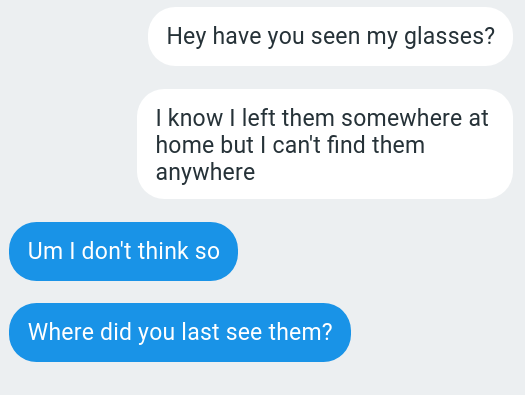 Hey have you seen my glasses?
I know I left them somewhere at
home but I can't find them
anywhere
Um I don't think so
Where did you last see them?